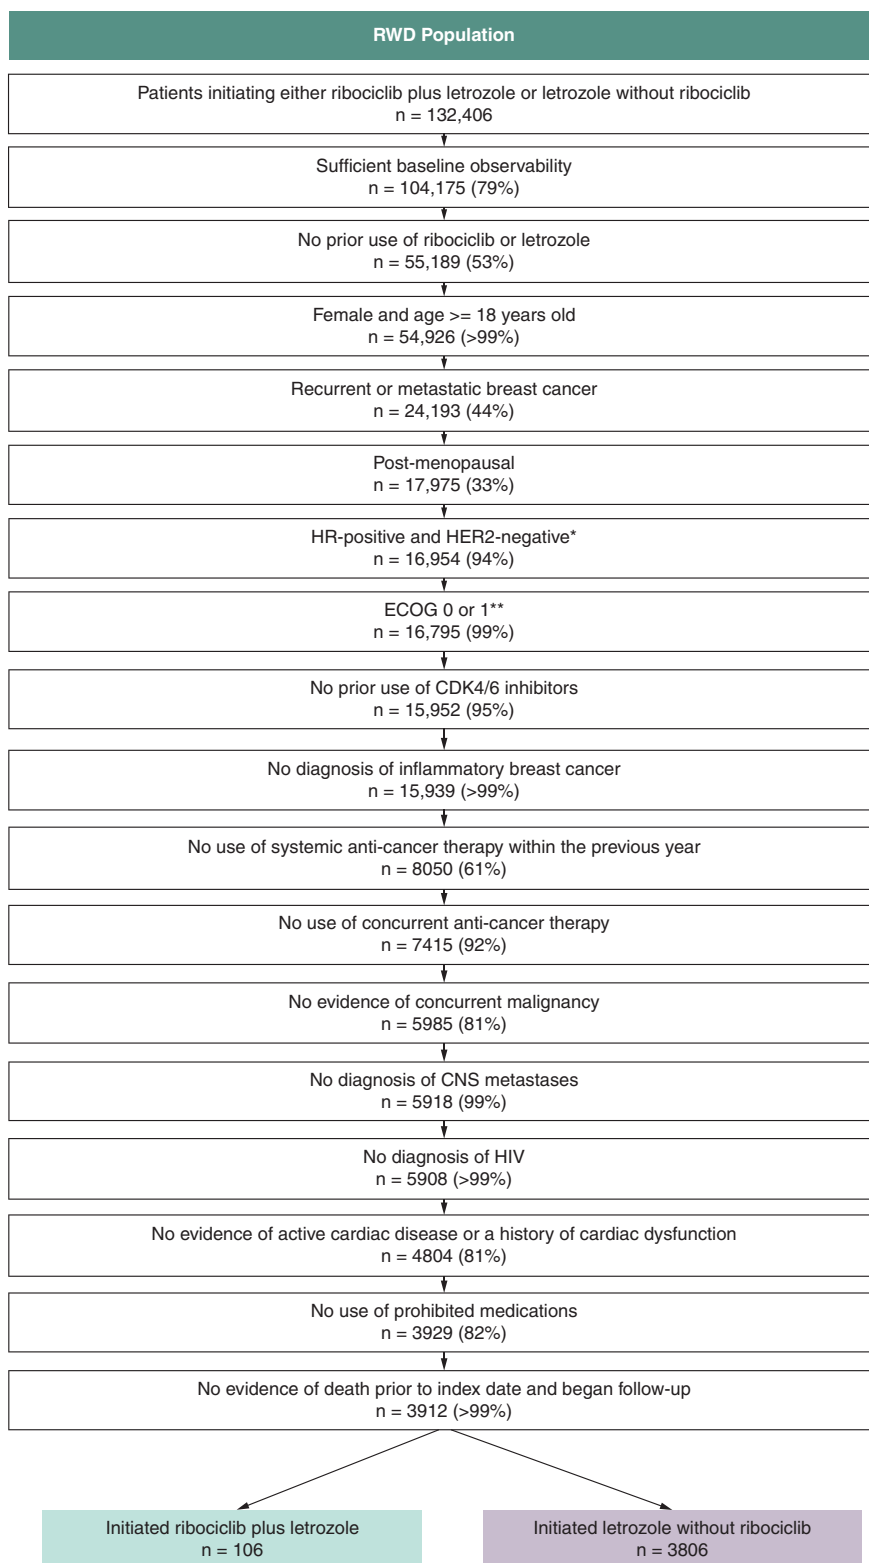 RWD Population
Patients initiating either ribociclib plus letrozole or letrozole without ribociclib
n = 132,406
Sufficient baseline observability
n = 104,175 (79%)
No prior use of ribociclib or letrozole
n = 55,189 (53%)
Female and age >= 18 years old
n = 54,926 (>99%)
Recurrent or metastatic breast cancer
n = 24,193 (44%)
Post-menopausal
n = 17,975 (33%)
HR-positive and HER2-negative*
n = 16,954 (94%)
ECOG 0 or 1**
n = 16,795 (99%)
No prior use of CDK4/6 inhibitors
n = 15,952 (95%)
No diagnosis of inflammatory breast cancer
n = 15,939 (>99%)
No use of systemic anti-cancer therapy within the previous year
n = 8050 (61%)
No use of concurrent anti-cancer therapy
n = 7415 (92%)
No evidence of concurrent malignancy
n = 5985 (81%)
No diagnosis of CNS metastases
n = 5918 (99%)
No diagnosis of HIV
n = 5908 (>99%)
No evidence of active cardiac disease or a history of cardiac dysfunction
n = 4804 (81%)
No use of prohibited medications
n = 3929 (82%)
No evidence of death prior to index date and began follow-up
n = 3912 (>99%)
Initiated ribociclib plus letrozole
n = 106
Initiated letrozole without ribociclib
n = 3806